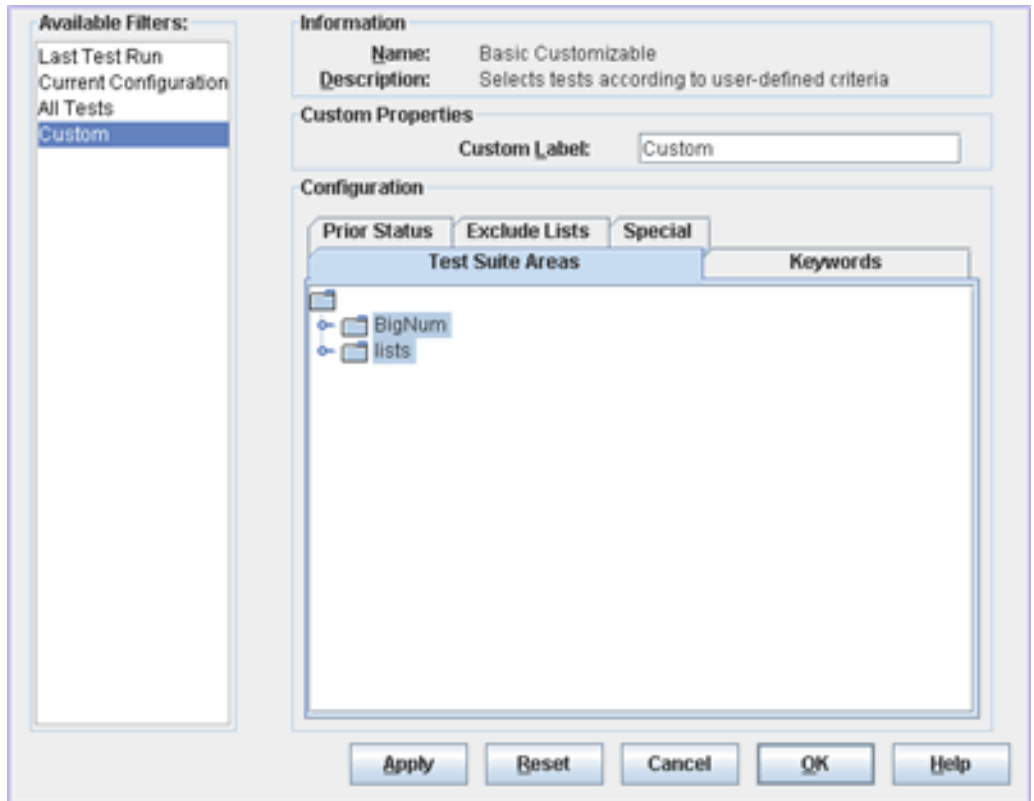 Available Filters:
Last Test Run
Current Configuration
All Tests
Custom
Information
Name: Basic Customizable
Description: Selects tests according to user-defined criteria
Custom Properties
Custom Label: Custom
Configuration
Prior Status Exclude Lists Special
Test Suite Areas Keywords
BigNum
lists
Apply Reset Cancel OK Help